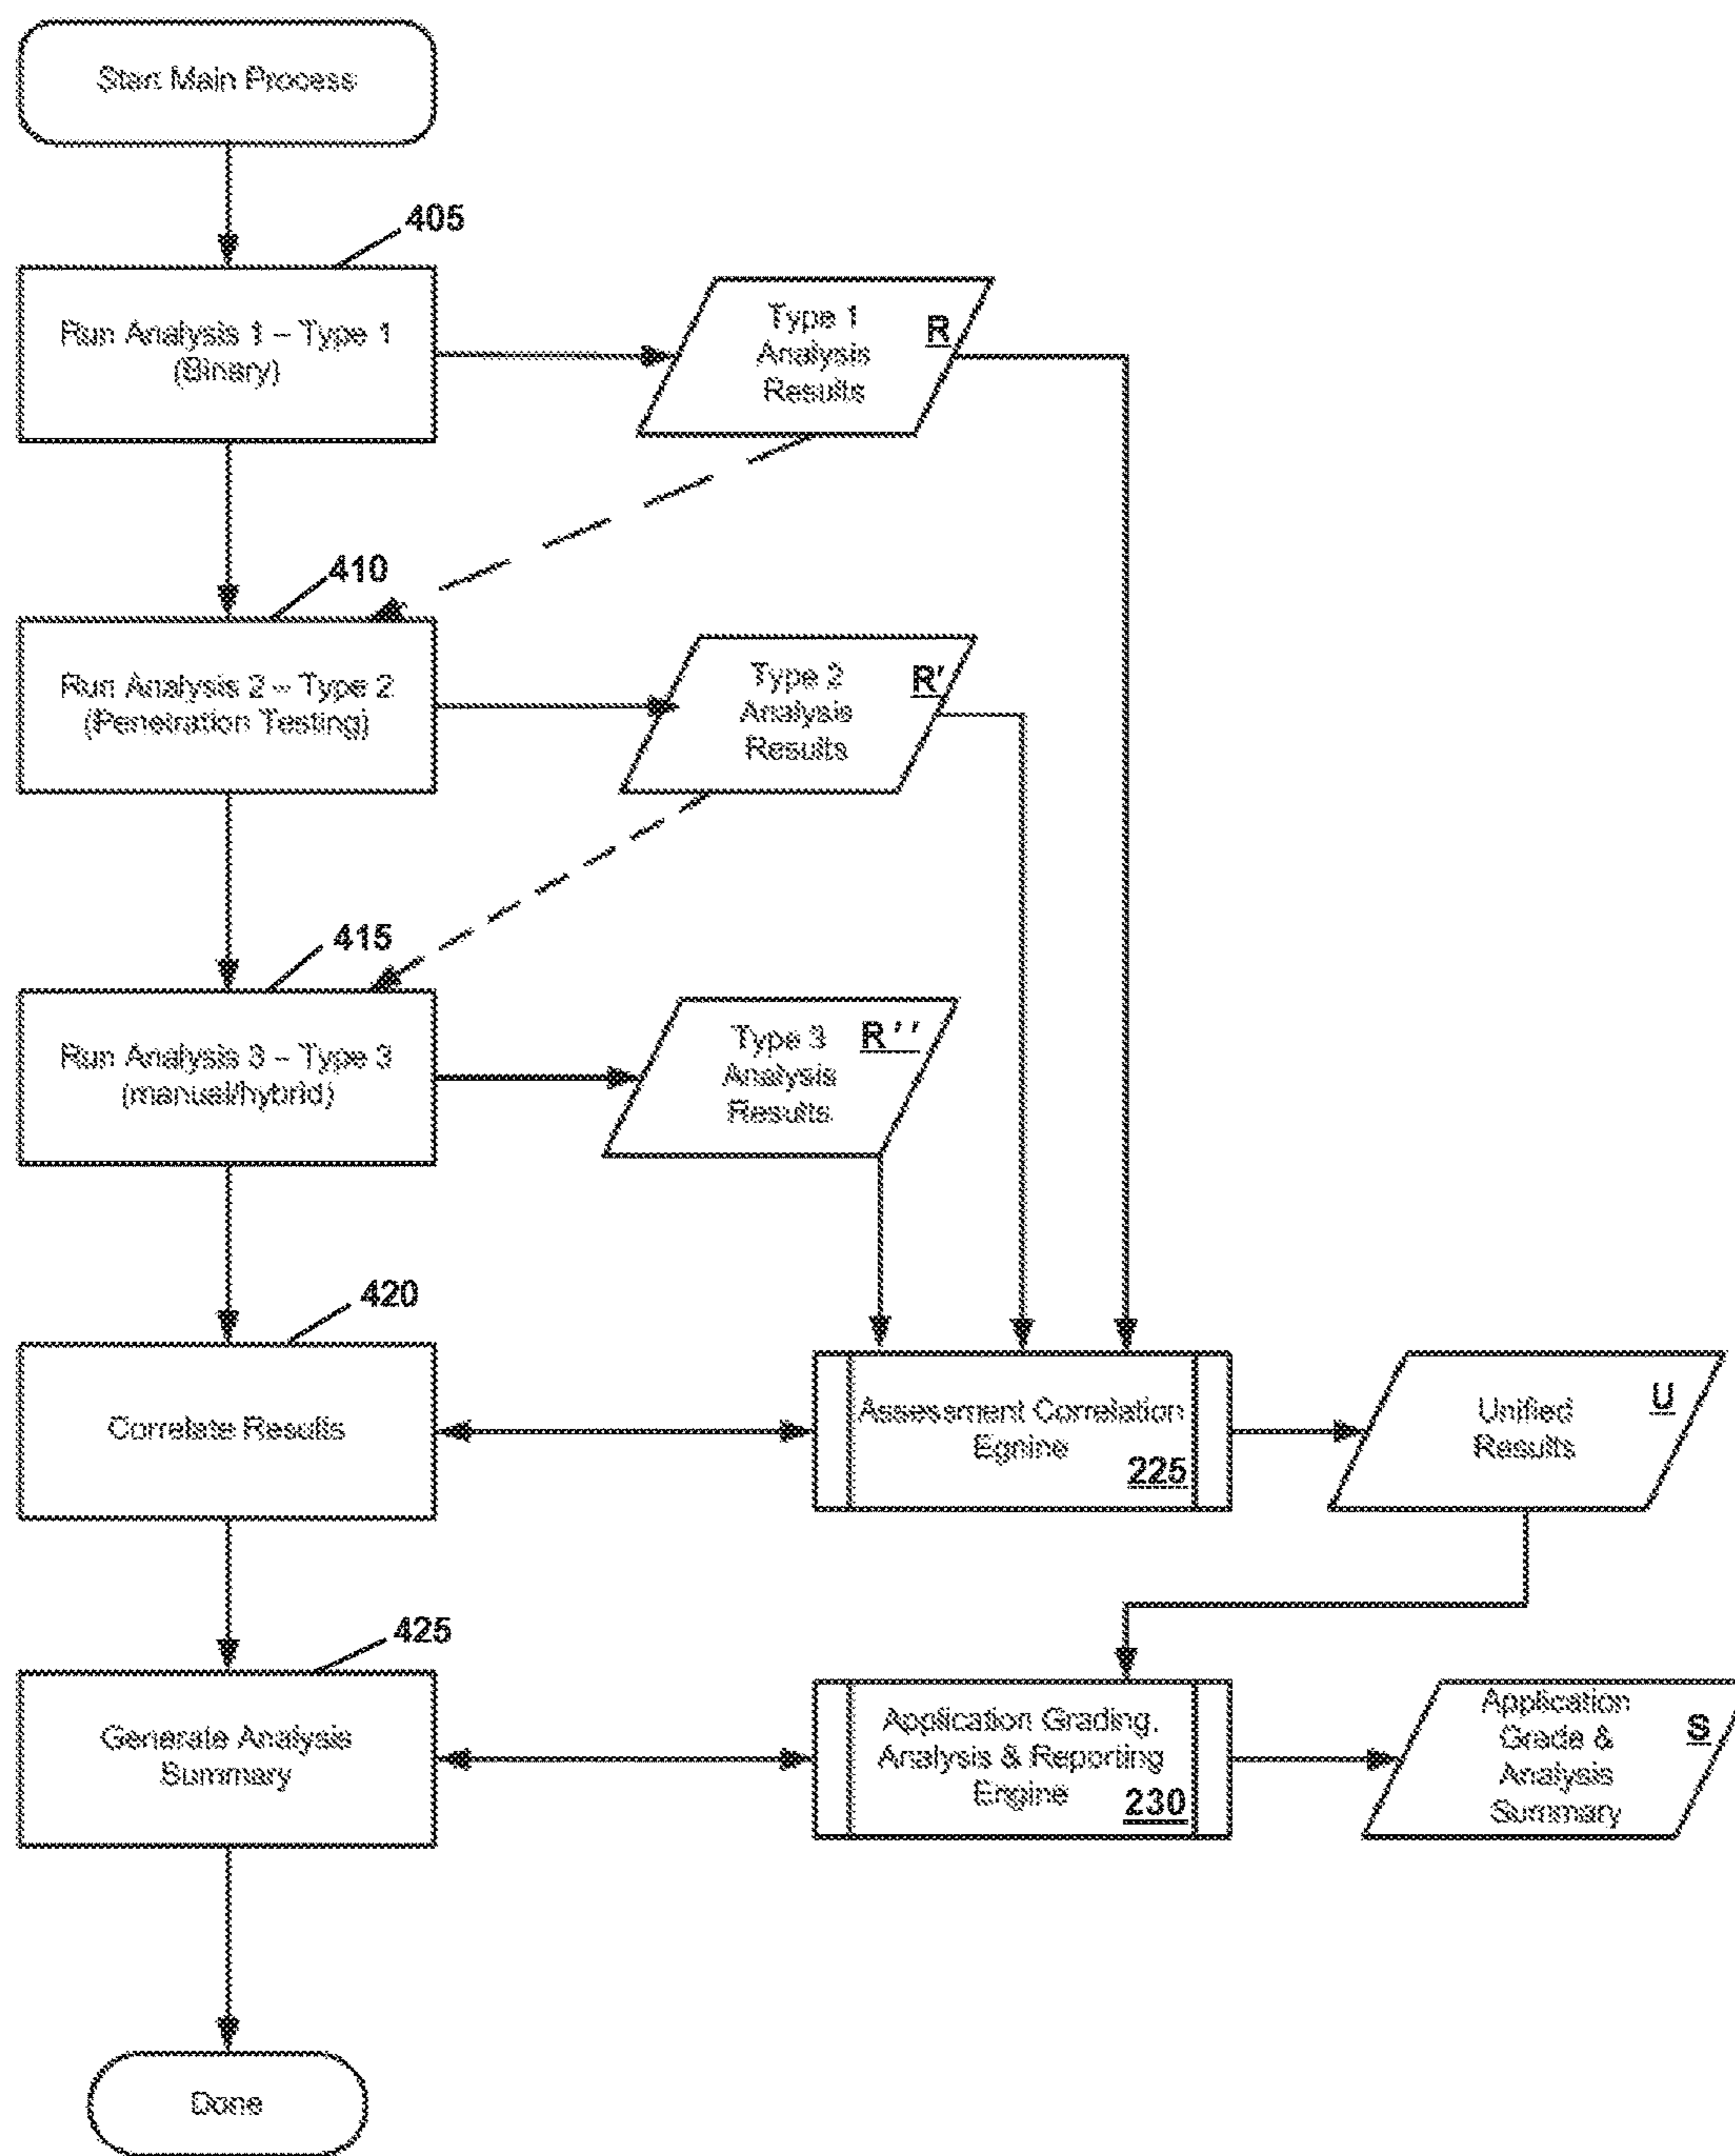 Start Main Process
405
Run Analysis 1 – Type 1
(Binary)
Type 1
Analysis
Results
R
410
Run Analysis 2 – Type 2
(Penetration Testing)
Type 2
Analysis
Results
R'
415
Run Analysis 3 – Type 3
(manual/hybrid)
Type 3
Analysis
Results
R''
420
Correlate Results
Assessment Correlation
Egnine
225
Unified
Results
U
425
Generate Analysis
Summary
Application Grading,
Analysis & Reporting
Engine
230
Application
Grade &
Analysis
Summary
S
Done